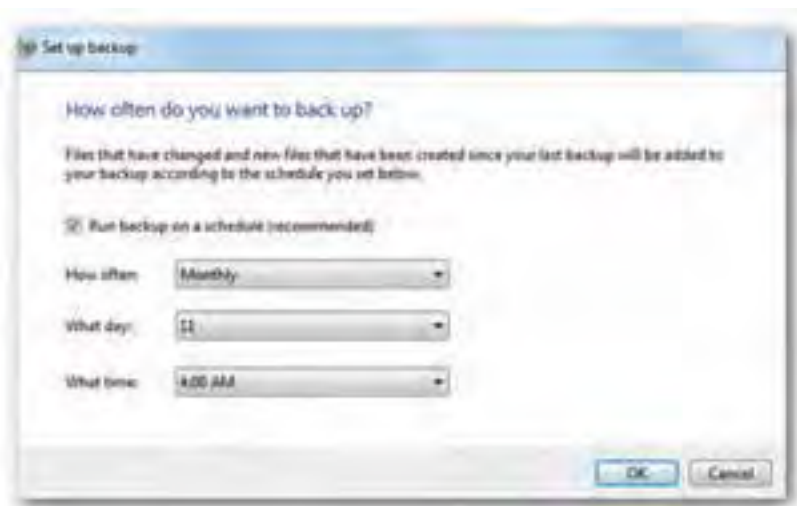 Set up backup
How often do you want to back up?
Files that have changed and new files that have been created since your last backup will be added to
your backup according to the schedule you set below.
Run backup on a schedule (recommended)
How often: Monthly
What day: 11
What time: 4:00 AM
OK Cancel